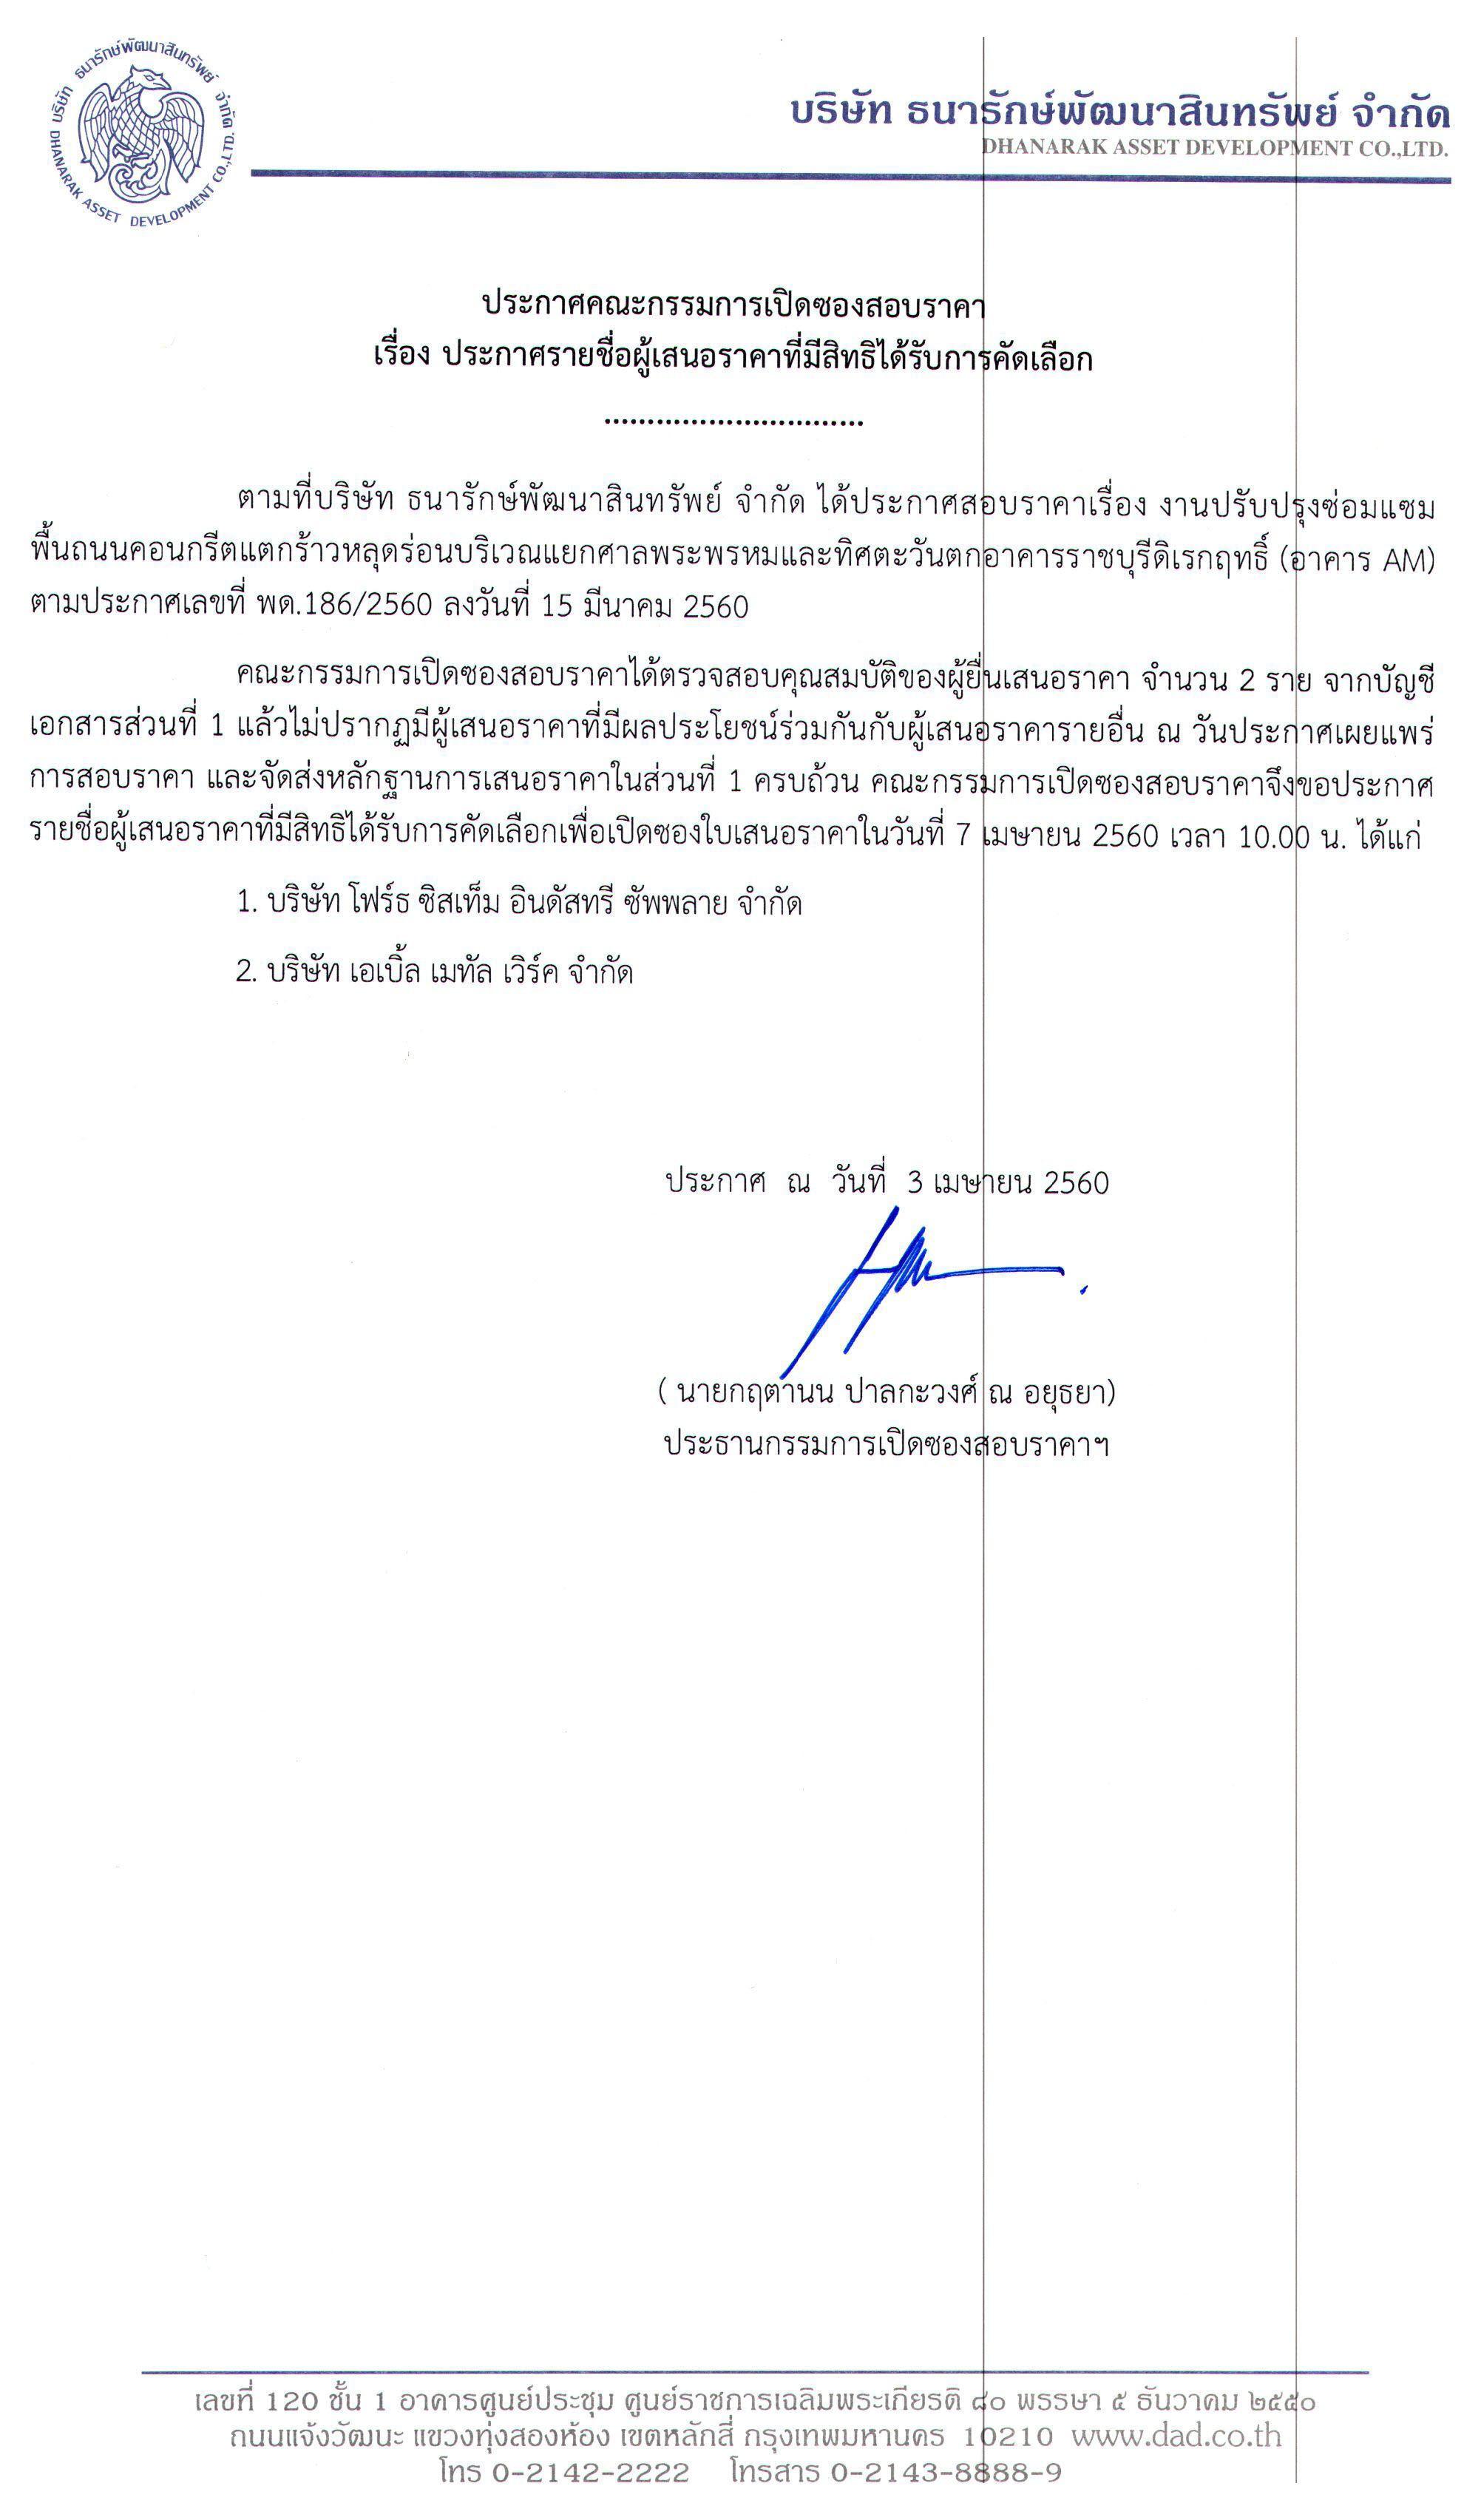 บริษัท ธนารักษ์พัฒนาสินทรัพย์ จำกัด
DHANARAK ASSET DEVELOPMENT CO.,LTD.
บริษัท ธนารักษ์พัฒนาสินทรัพย์ จำกัด
DHANARAK ASSET DEVELOPMENT CO.,LTD.
ประกาศคณะกรรมการเปิดซองสอบราคา
เรื่อง ประกาศรายชื่อผู้เสนอราคาที่มีสิทธิได้รับการคัดเลือก
..............................
ตามที่บริษัท ธนารักษ์พัฒนาสินทรัพย์ จำกัด ได้ประกาศสอบราคาเรื่อง งานปรับปรุงซ่อมแซม
พื้นถนนคอนกรีตแตกร้าวหลุดร่อนบริเวณแยกศาลพระพรหมและทิศตะวันตกอาคารราชบุรีดิเรกฤทธิ์ (อาคาร AM)
ตามประกาศเลขที่ พด.186/2560 ลงวันที่ 15 มีนาคม 2560
คณะกรรมการเปิดซองสอบราคาได้ตรวจสอบคุณสมบัติของผู้ยื่นเสนอราคา จำนวน 2 ราย จากบัญชี
เอกสารส่วนที่ 1 แล้วไม่ปรากฏมีผู้เสนอราคาที่มีผลประโยชน์ร่วมกันกับผู้เสนอราคารายอื่น ณ วันประกาศเผยแพร่
การสอบราคา และจัดส่งหลักฐานการเสนอราคาในส่วนที่ 1 ครบถ้วน คณะกรรมการเปิดซองสอบราคาจึงขอประกาศ
รายชื่อผู้เสนอราคาที่มีสิทธิได้รับการคัดเลือกเพื่อเปิดซองใบเสนอราคาในวันที่ 7 เมษายน 2560 เวลา 10.00 น. ได้แก่
1. บริษัท โฟร์ธ ซิสเท็ม อินดัสทรี ซัพพลาย จำกัด
2. บริษัท เอเบิ้ล เมทัล เวิร์ค จำกัด
ประกาศ ณ วันที่ 3 เมษายน 2560
( นายกฤตานน ปาลกะวงศ์ ณ อยุธยา)
ประธานกรรมการเปิดซองสอบราคาฯ
เลขที่ 120 ชั้น 1 อาคารศูนย์ประชุม ศูนย์ราชการเฉลิมพระเกียรติ ๘๐ พรรษา ๕ ธันวาคม ๒๕๕๐
ถนนแจ้งวัฒนะ แขวงทุ่งสองห้อง เขตหลักสี่ กรุงเทพมหานคร 10210 www.dad.co.th
โทร 0-2142-2222 โทรสาร 0-2143-8888-9